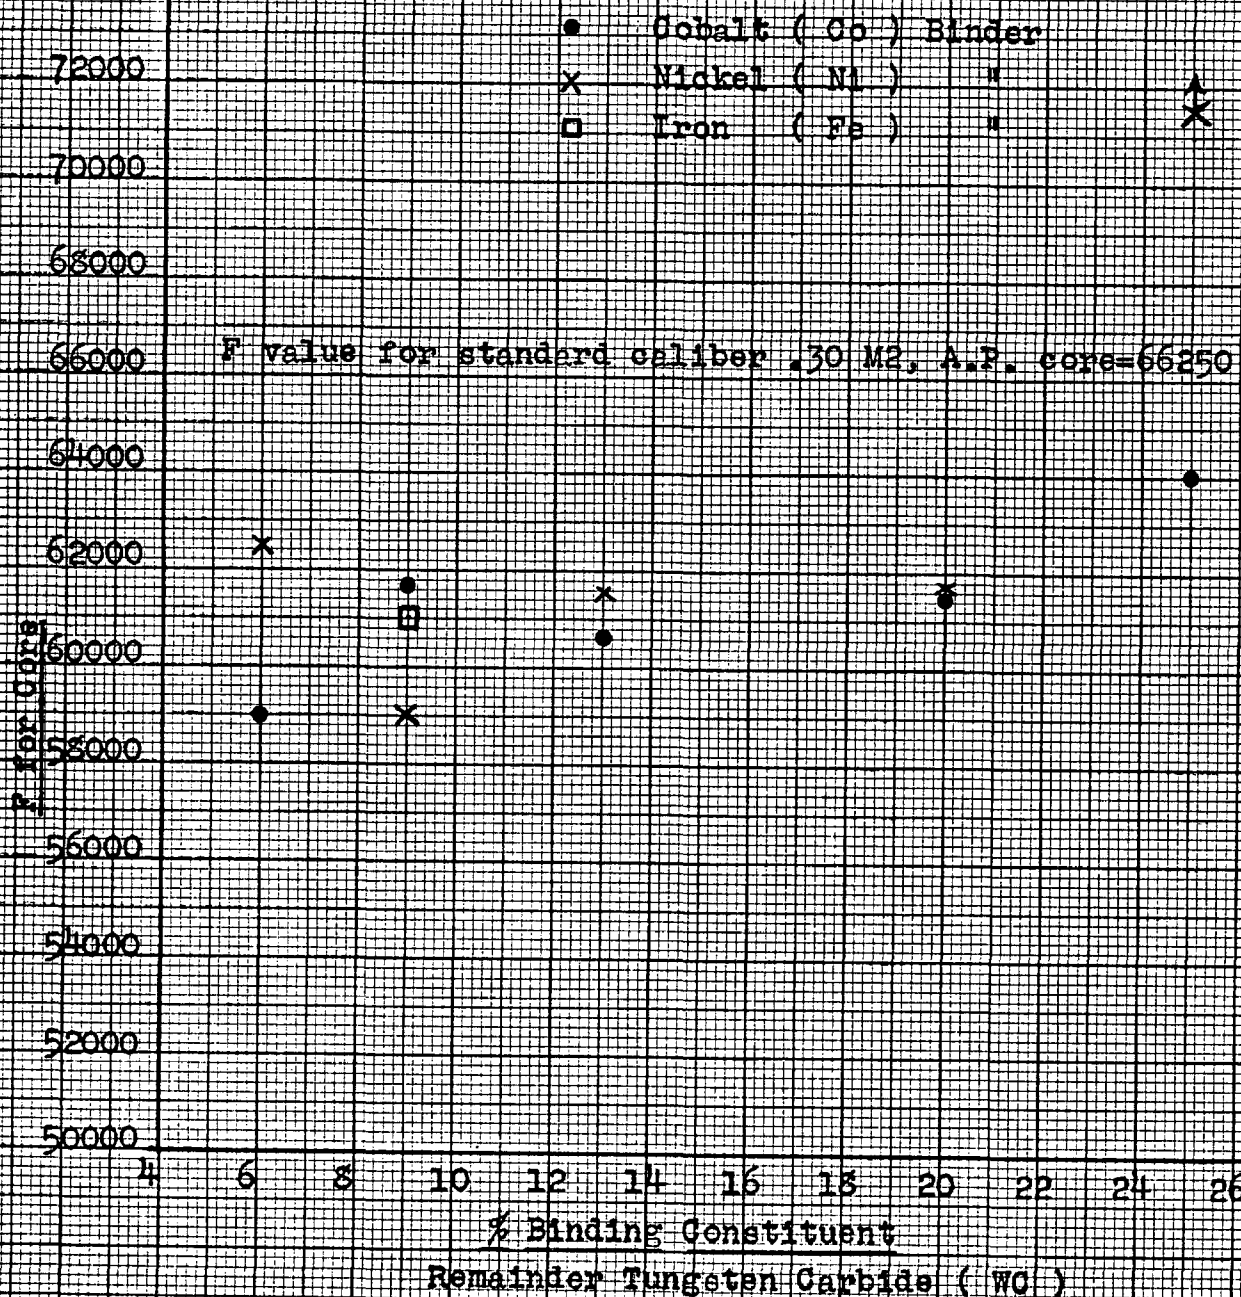 Cobalt ( Co ) Binder
Nickel ( Ni ) "
Iron ( Fe ) "
72000
70000
68000
F value for standard caliber .30 M2, A.P. core=66250
66000
64000
62000
60000
58000
56000
54000
52000
50000
F for Core
4 6 8 10 12 14 16 18 20 22 24 26
% Binding Constituent
Remainder Tungsten Carbide ( WC )